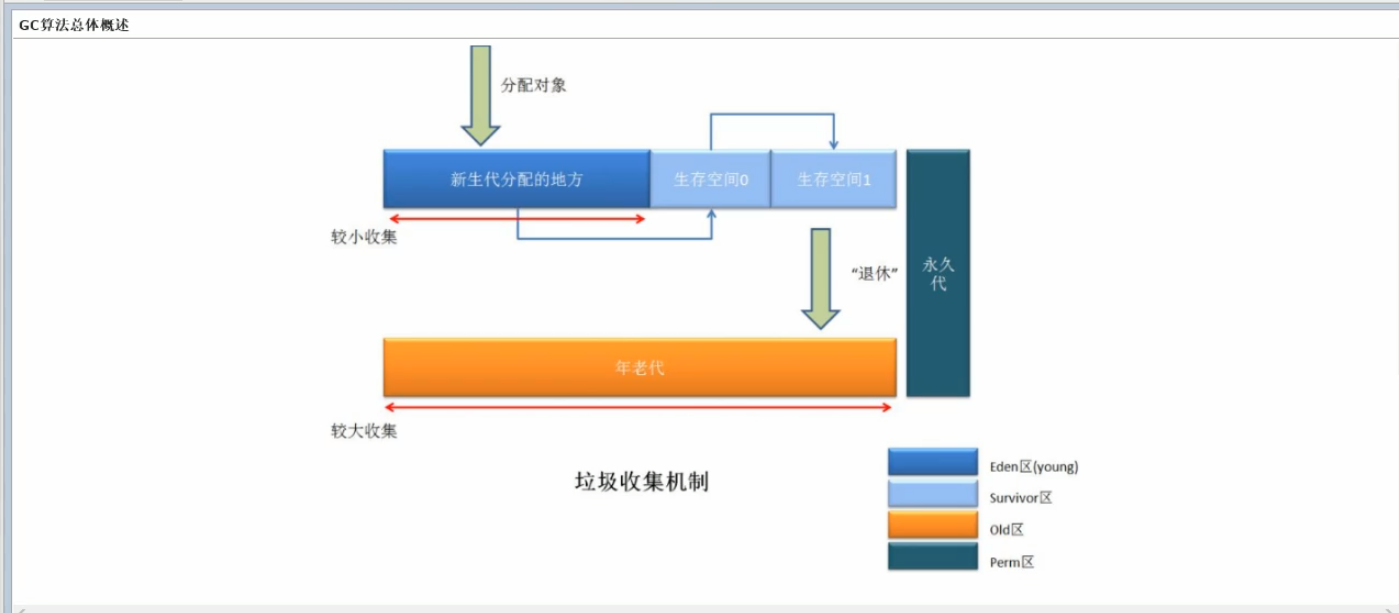 GC算法总体概述
分配对象
新生代分配的地方
生存空间0
生存空间1
较小收集
“退休”
永久
代
年老代
较大收集
垃圾收集机制
Eden区(young)
Survivor区
Old区
Perm区